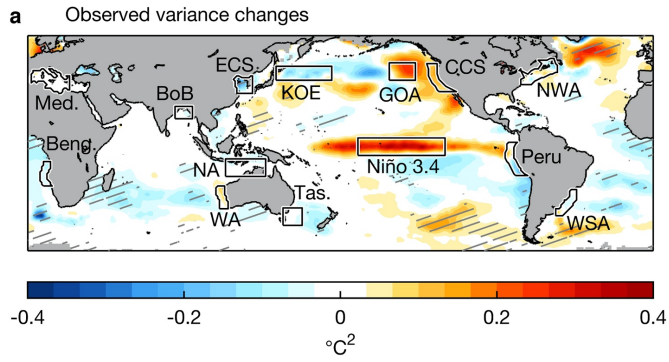 a Observed variance changes
ECS
CCS
Med.
BoB
KOE
GOA
NWA
Beng.
NA
Niño 3.4
Peru
Tas.
WA
WSA
-0.4 -0.2 0 0.2 0.4
°C²